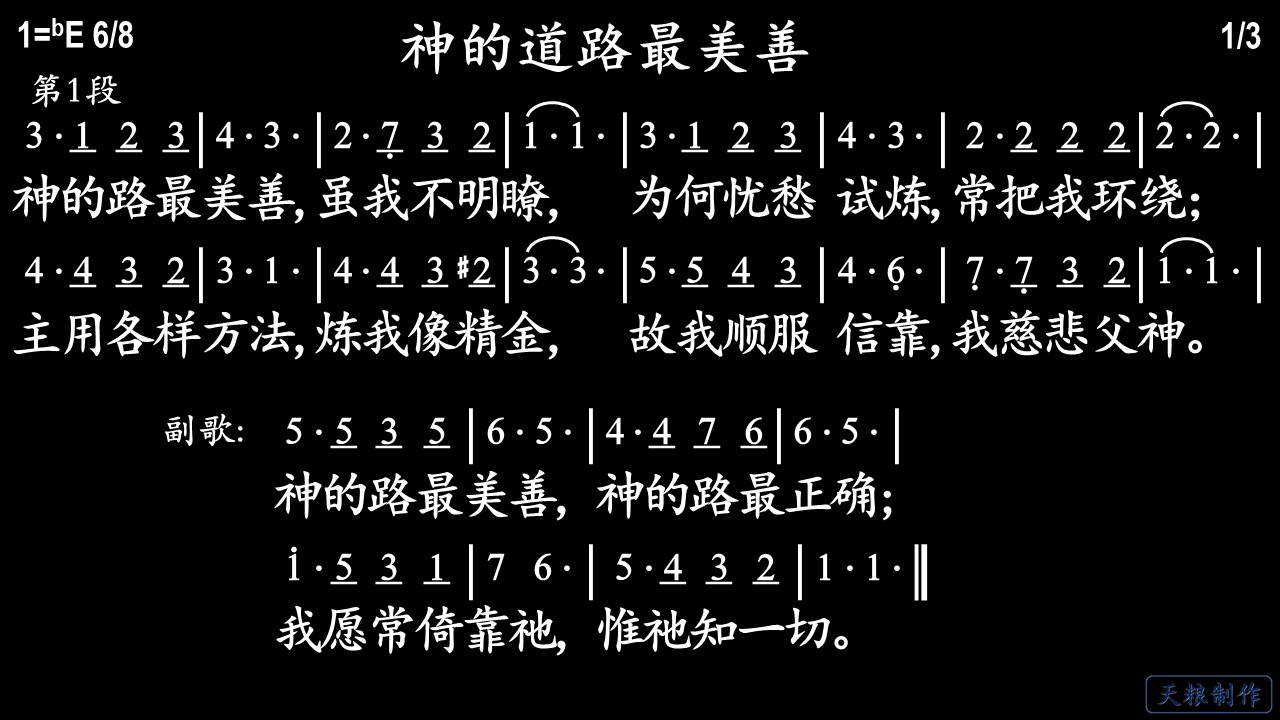 1=ᵇE 6/8
神的道路最美善
1/3
第1段
3 · 1 2 3 | 4 · 3 · | 2 · 7 3 2 | 1 · 1 · | 3 · 1 2 3 | 4 · 3 · | 2 · 2 2 2 | 2 · 2 · |
神的路最美善, 虽我不明瞭, 为何忧愁 试炼, 常把我环绕;
4 · 4 3 2 | 3 · 1 · | 4 · 4 3 #2 | 3 · 3 · | 5 · 5 4 3 | 4 · 6 · | 7 · 7 3 2 | 1 · 1 · |
主用各样方法, 炼我像精金, 故我顺服 信靠, 我慈悲父神。
副歌: 5 · 5 3 5 | 6 · 5 · | 4 · 4 7 6 | 6 · 5 · |
神的路最美善, 神的路最正确;
i · 5 3 1 | 7 6 · | 5 · 4 3 2 | 1 · 1 · ‖
我愿常倚靠祂, 惟祂知一切。
天粮制作